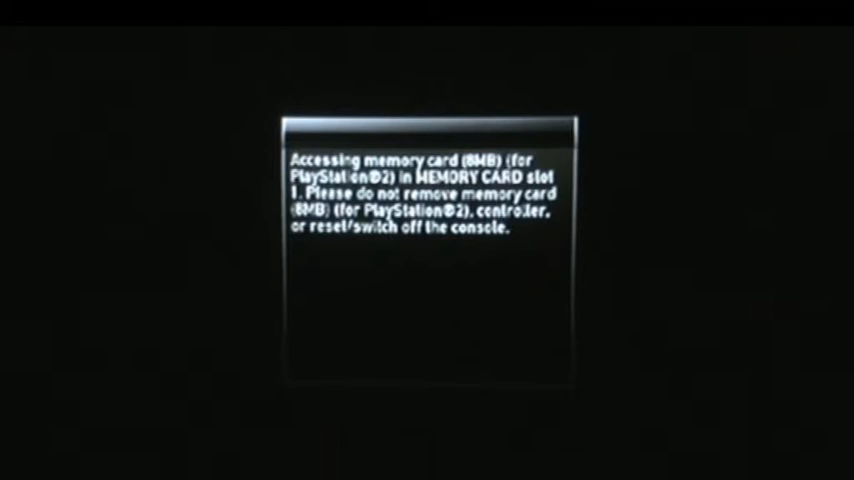 Accessing memory card (8MB) (for
PlayStation®2) in MEMORY CARD slot
1. Please do not remove memory card
(8MB) (for PlayStation®2), controller,
or reset/switch off the console.